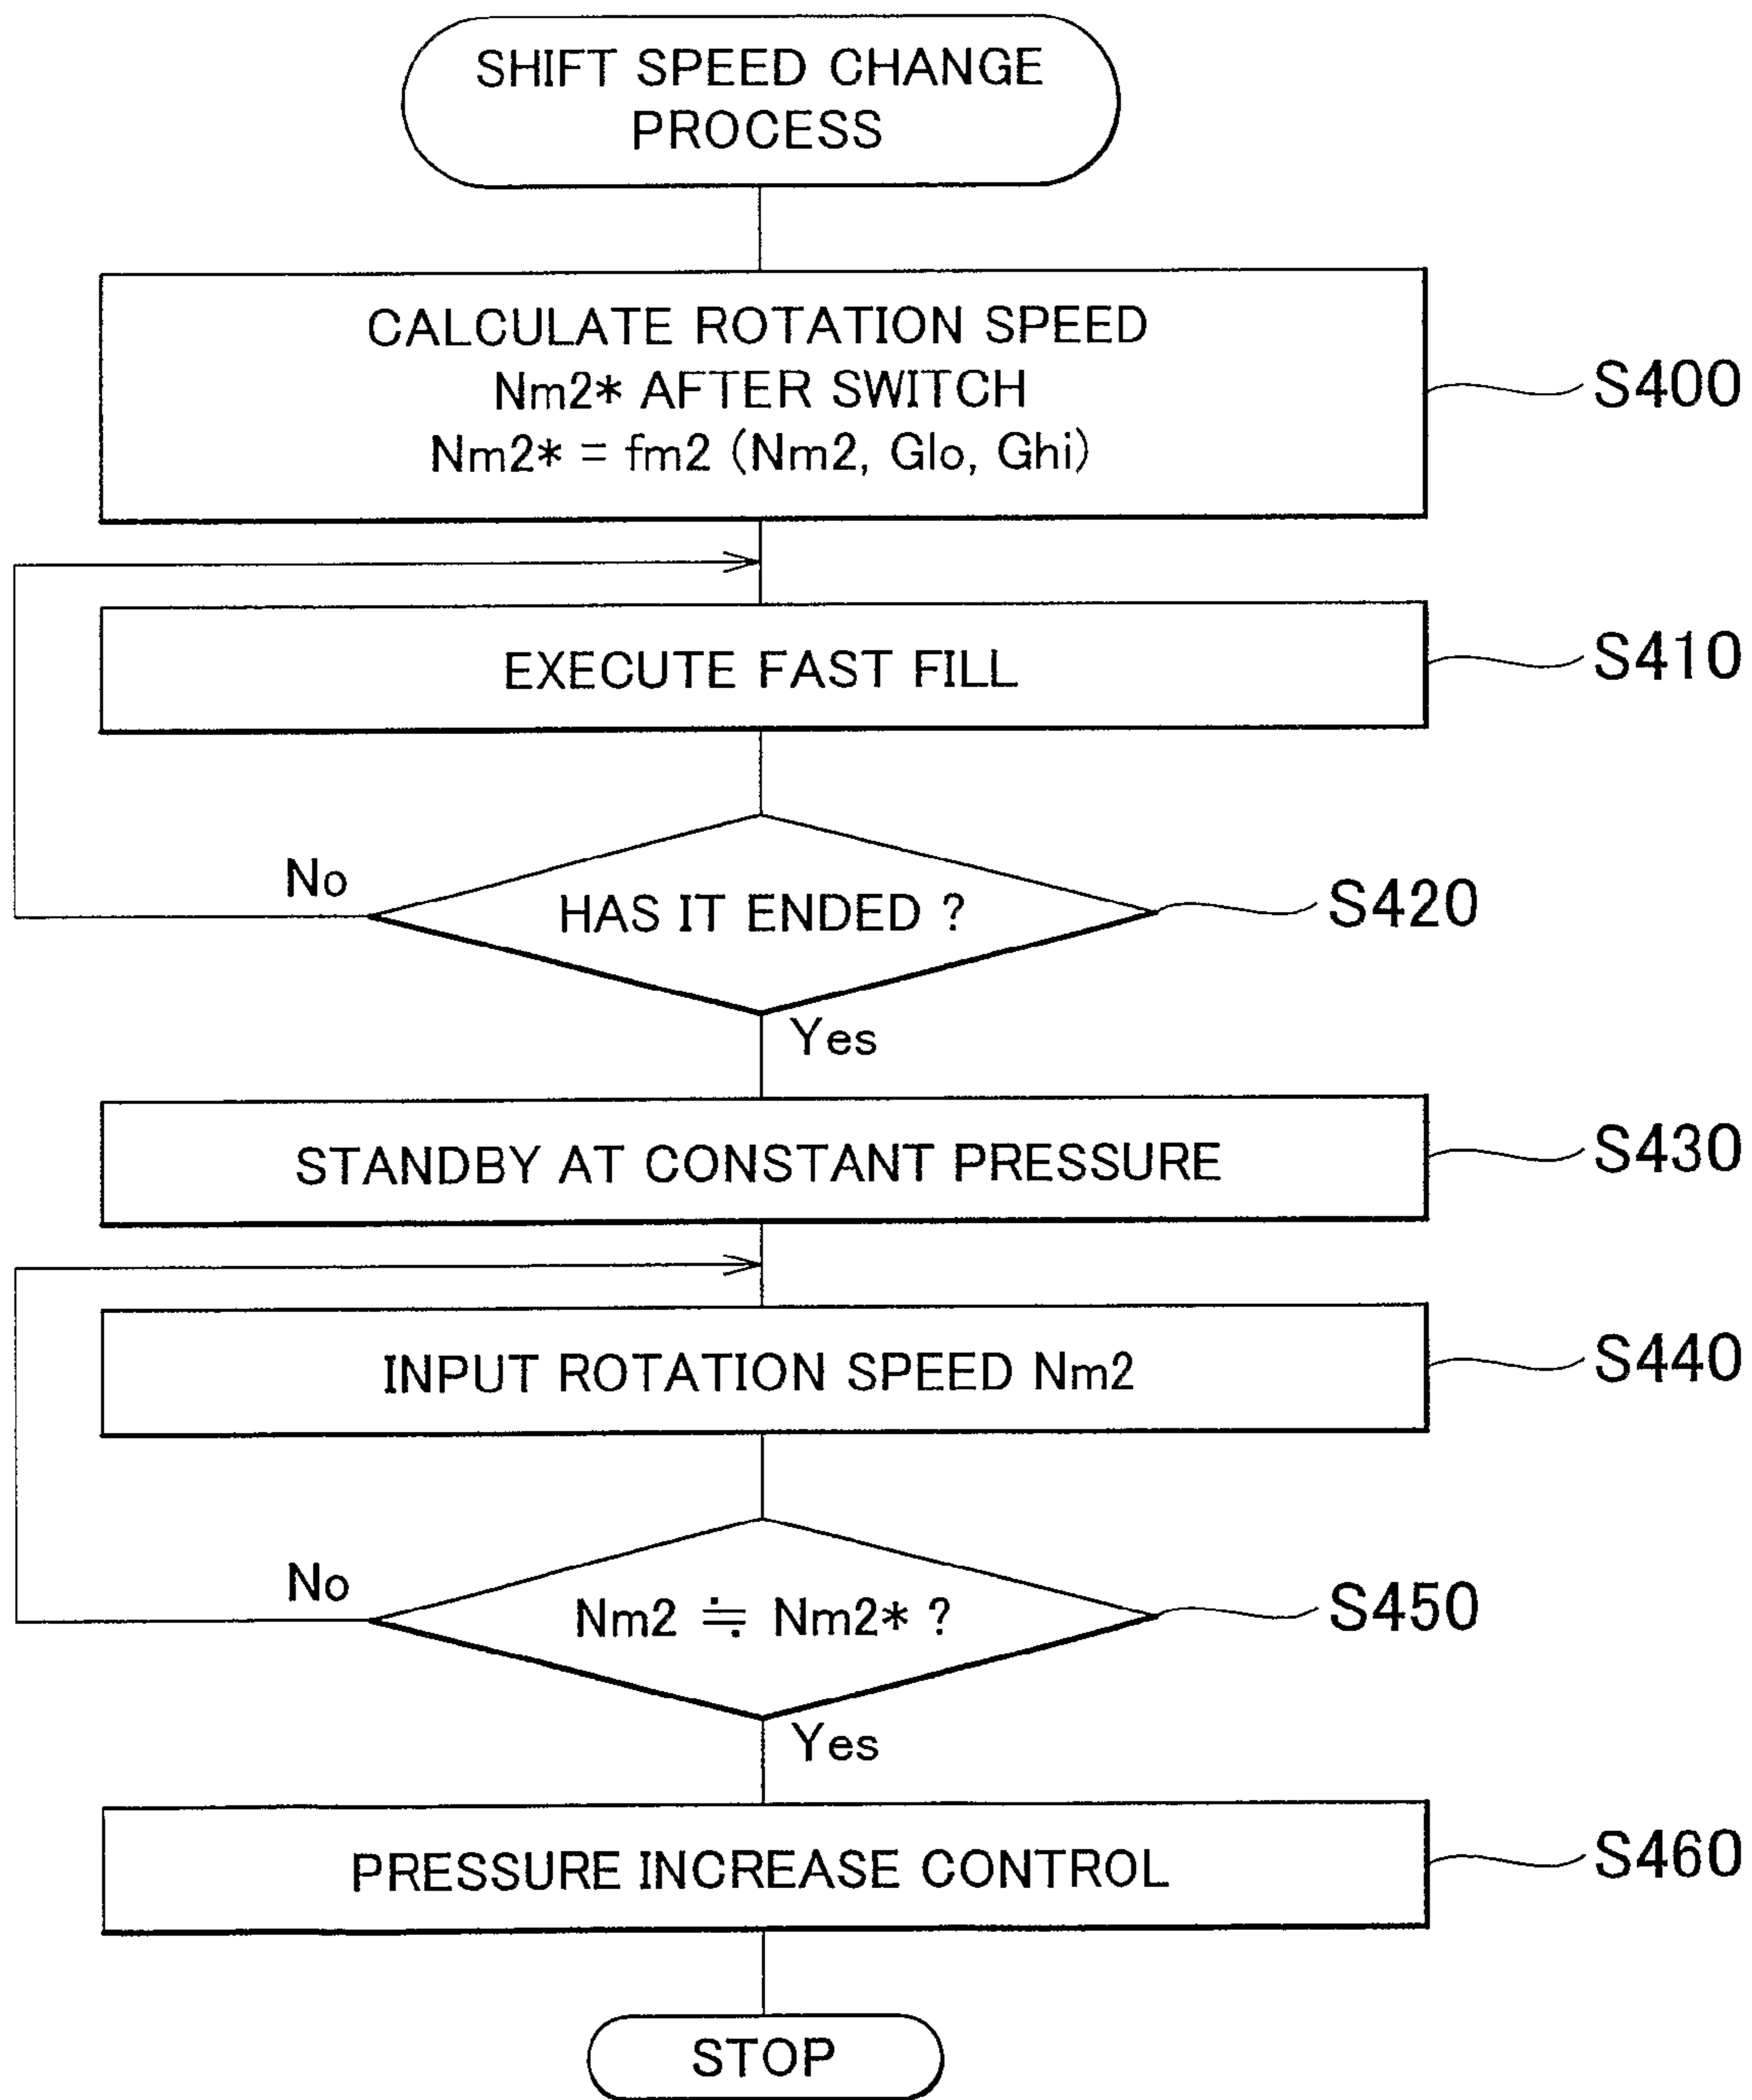 SHIFT SPEED CHANGE
PROCESS
CALCULATE ROTATION SPEED
Nm2* AFTER SWITCH
Nm2* = fm2 (Nm2, Glo, Ghi)
S400
EXECUTE FAST FILL
S410
No
HAS IT ENDED ?
S420
Yes
STANDBY AT CONSTANT PRESSURE
S430
INPUT ROTATION SPEED Nm2
S440
No
Nm2 ≒ Nm2* ?
S450
Yes
PRESSURE INCREASE CONTROL
S460
STOP